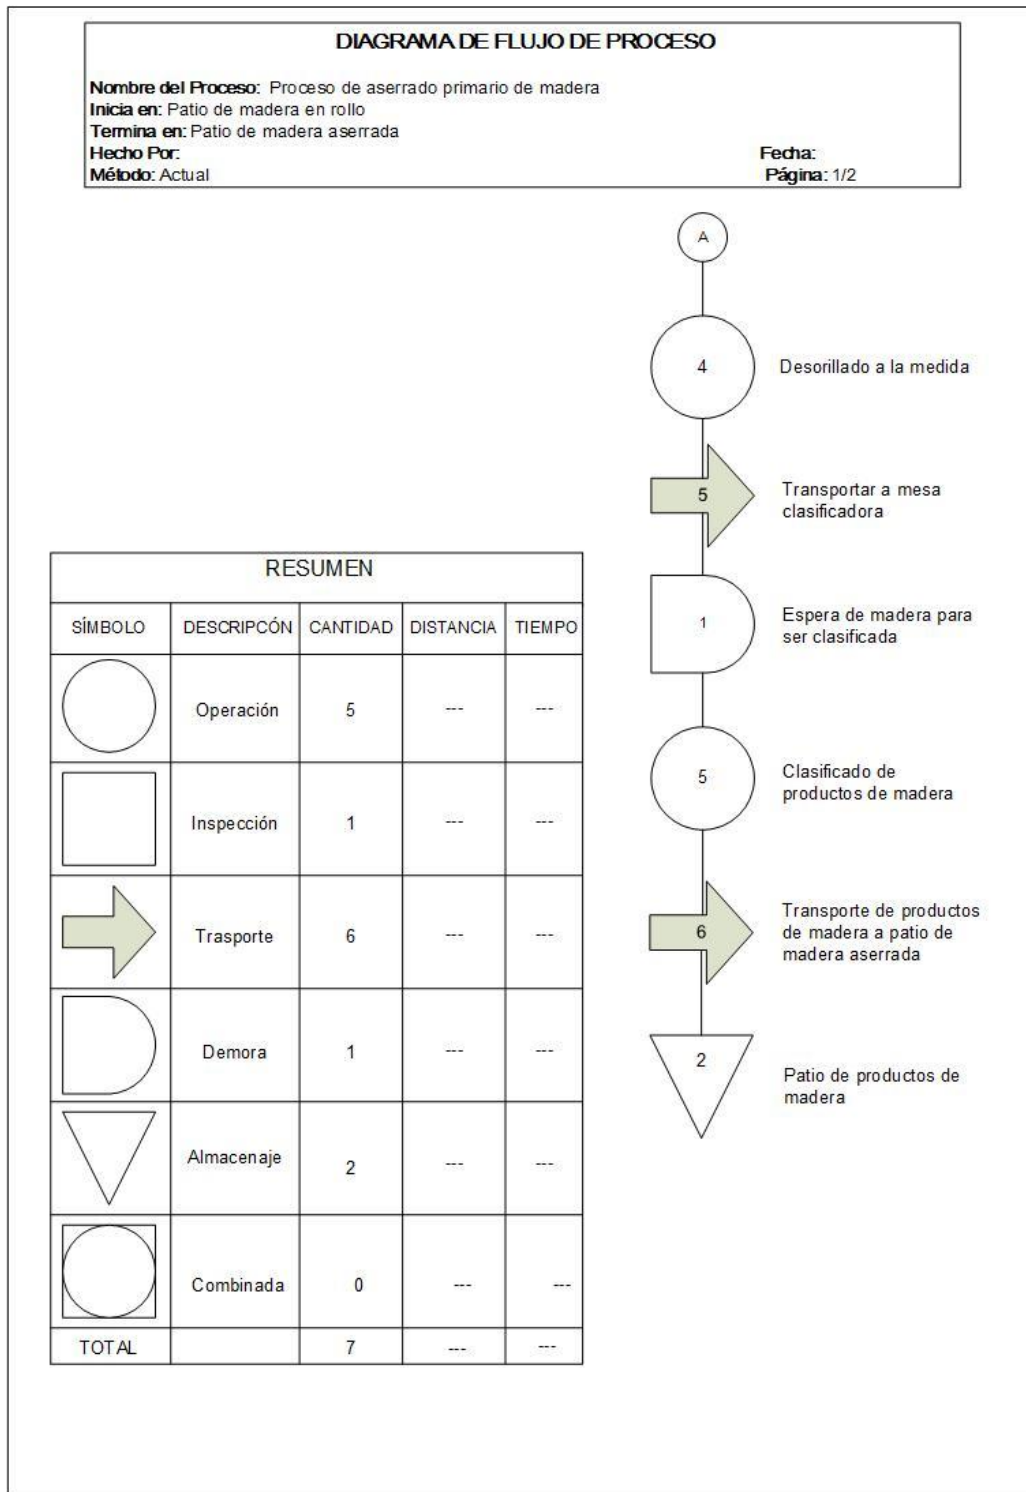 DIAGRAMA DE FLUJO DE PROCESO
Nombre del Proceso: Proceso de aserrado primario de madera
Inicia en: Patio de madera en rollo
Termina en: Patio de madera aserrada
Hecho Por:
Fecha:
Método: Actual
Página: 1/2
A
4
Desorillado a la medida
5
Transportar a mesa
clasificadora
1
Espera de madera para
ser clasificada
5
Clasificado de
productos de madera
6
Transporte de productos
de madera a patio de
madera aserrada
2
Patio de productos de
madera
RESUMEN
SÍMBOLO DESCRIPCÓN CANTIDAD DISTANCIA TIEMPO
Operación 5 --- ---
Inspección 1 --- ---
Trasporte 6 --- ---
Demora 1 --- ---
Almacenaje 2 --- ---
Combinada 0 --- ---
TOTAL 7 --- ---